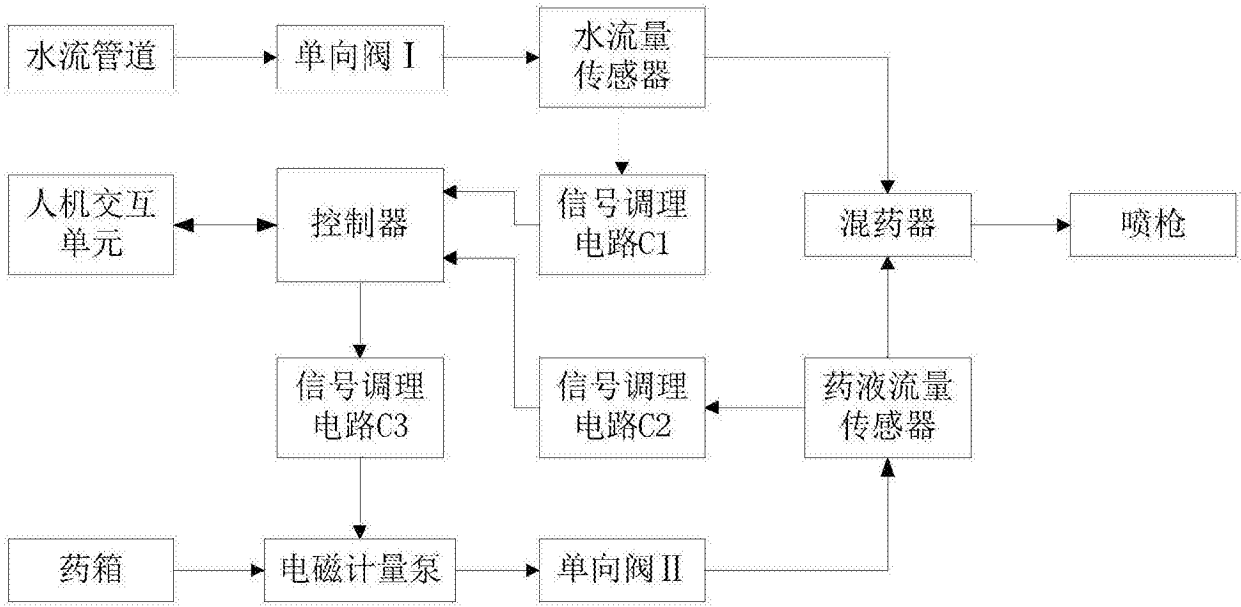 水流管道
单向阀Ⅰ
水流量
传感器
人机交互
单元
控制器
信号调理
电路C1
混药器
喷枪
信号调理
电路C3
信号调理
电路C2
药液流量
传感器
药箱
电磁计量泵
单向阀Ⅱ